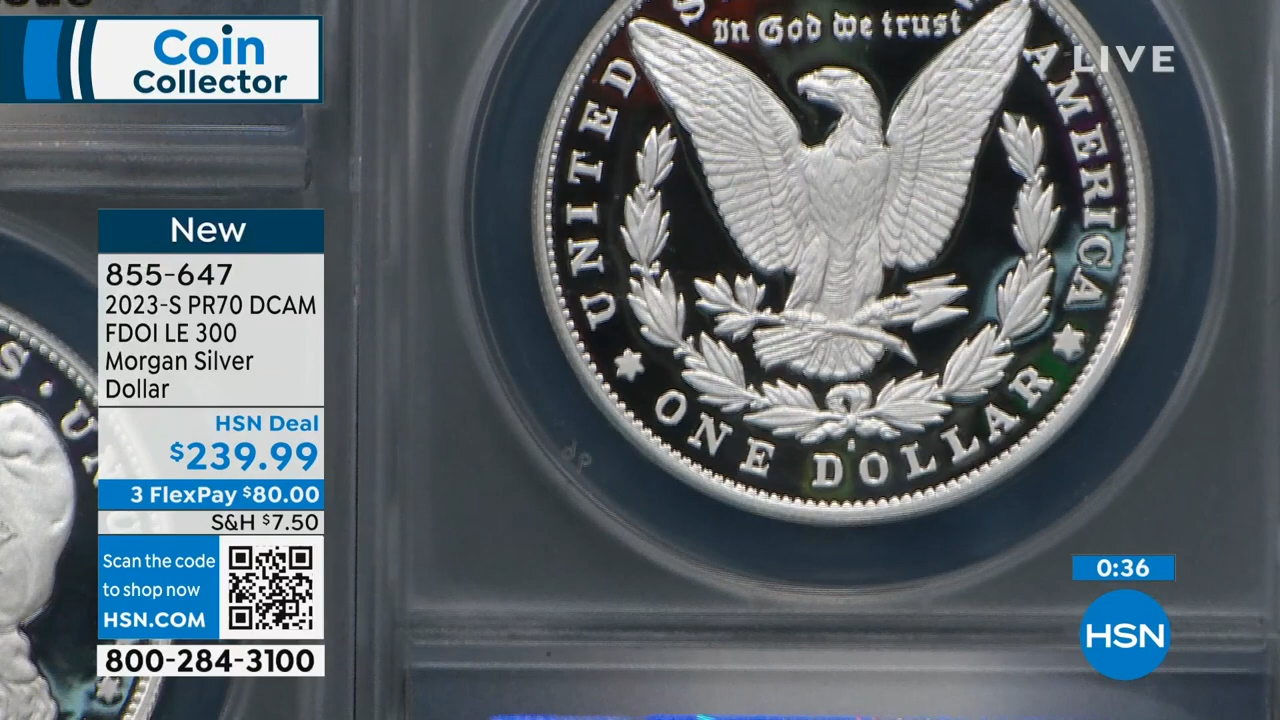 Coin
Collector
LIVE
In God we trust
UNITED
S
AMERICA
ONE DOLLAR
New
855-647
2023-S PR70 DCAM
FDOI LE 300
Morgan Silver
Dollar
HSN Deal
$239.99
3 FlexPay $80.00
S&H $7.50
Scan the code
to shop now
HSN.COM
800-284-3100
S · U
0:36
HSN